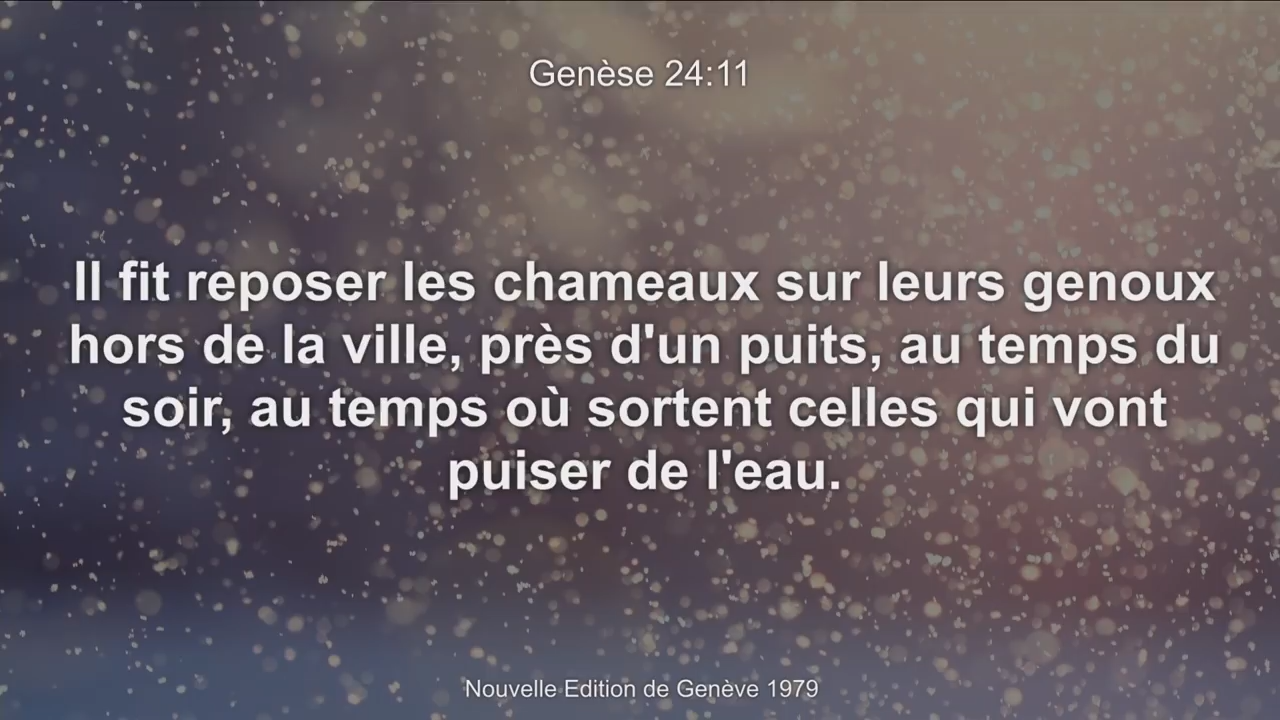 Genèse 24:11
Il fit reposer les chameaux sur leurs genoux
hors de la ville, près d'un puits, au temps du
soir, au temps où sortent celles qui vont
puiser de l'eau.
Nouvelle Edition de Genève 1979